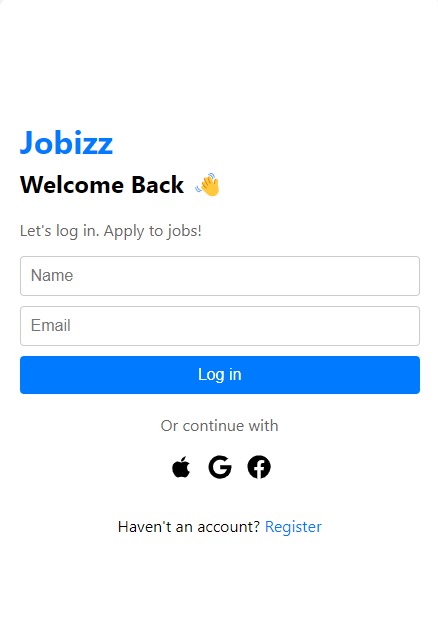 Jobizz
Welcome Back 👋
Let's log in. Apply to jobs!
Name
Email
Log in
Or continue with
Haven't an account? Register